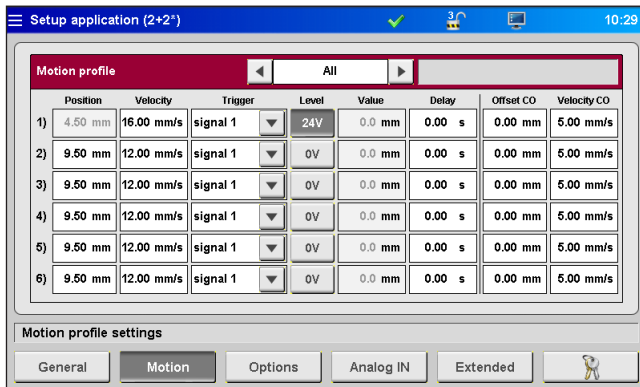 Setup application (2+2*) 3 10:29
Motion profile All
Position Velocity Trigger Level Value Delay Offset CO Velocity CO
1) 4.50 mm 16.00 mm/s signal 1 24V 0.0 mm 0.00 s 0.00 mm 5.00 mm/s
2) 9.50 mm 12.00 mm/s signal 1 0V 0.0 mm 0.00 s 0.00 mm 5.00 mm/s
3) 9.50 mm 12.00 mm/s signal 1 0V 0.0 mm 0.00 s 0.00 mm 5.00 mm/s
4) 9.50 mm 12.00 mm/s signal 1 0V 0.0 mm 0.00 s 0.00 mm 5.00 mm/s
5) 9.50 mm 12.00 mm/s signal 1 0V 0.0 mm 0.00 s 0.00 mm 5.00 mm/s
6) 9.50 mm 12.00 mm/s signal 1 0V 0.0 mm 0.00 s 0.00 mm 5.00 mm/s
Motion profile settings
General Motion Options Analog IN Extended